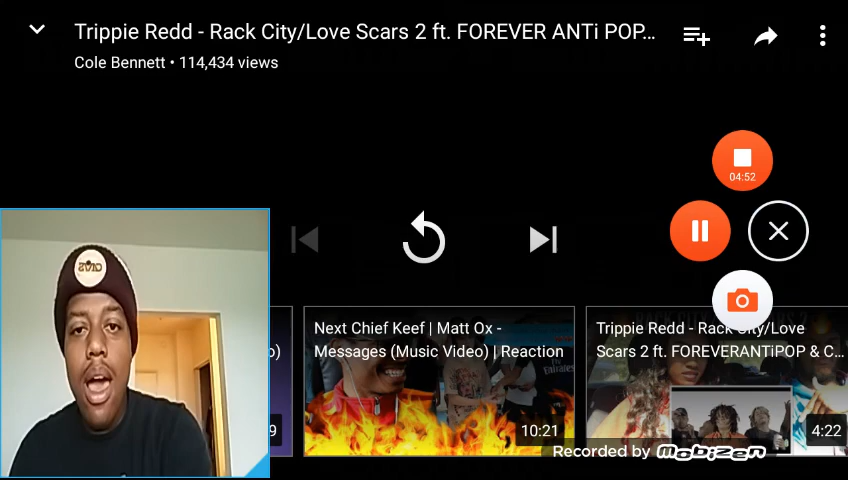 Trippie Redd - Rack City/Love Scars 2 ft. FOREVER ANTi POP...
Cole Bennett • 114,434 views
04:52
Next Chief Keef | Matt Ox -
Messages (Music Video) | Reaction
10:21
Trippie Redd - Rack City/Love
Scars 2 ft. FOREVERANTiPOP & C...
4:22
o)
9
Emirates
Recorded by Mobizen